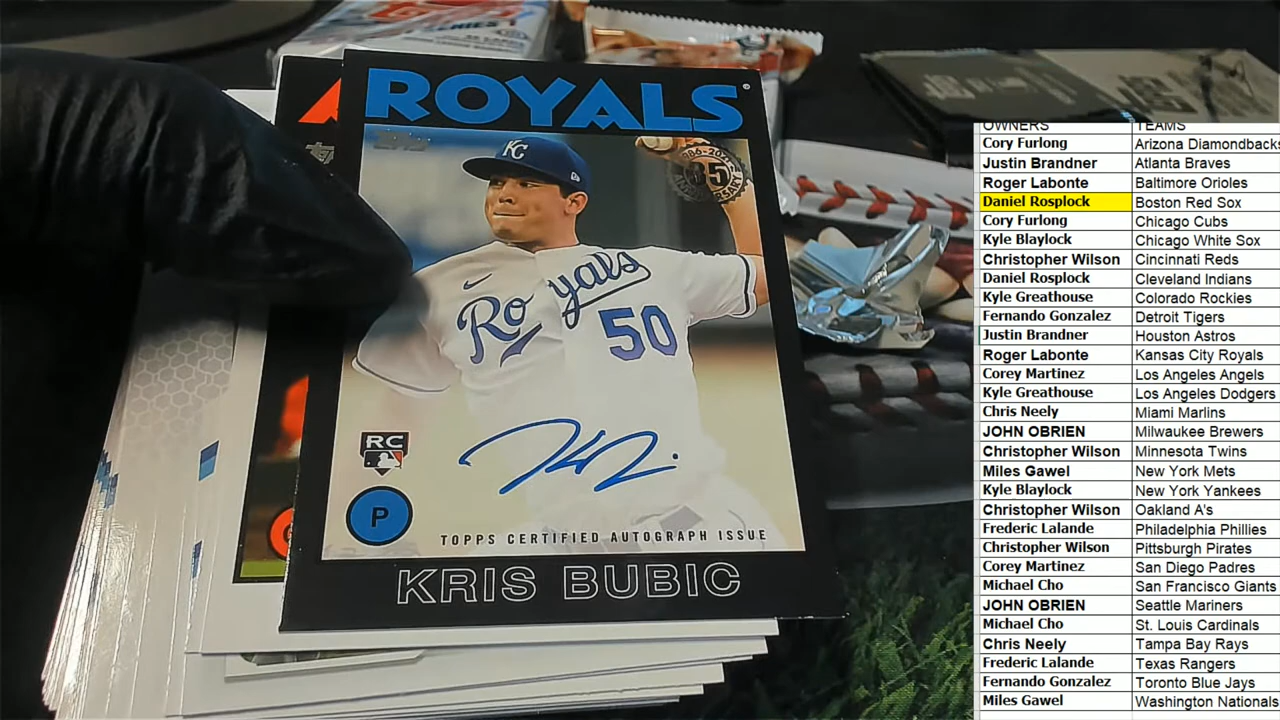 SERIES 1
ROYALS
Topps
KC
35
Royals
50
RC
P
TOPPS CERTIFIED AUTOGRAPH ISSUE
KRIS BUBIC
OWNERS TEAMS
Cory Furlong Arizona Diamondbacks
Justin Brandner Atlanta Braves
Roger Labonte Baltimore Orioles
Daniel Rosplock Boston Red Sox
Cory Furlong Chicago Cubs
Kyle Blaylock Chicago White Sox
Christopher Wilson Cincinnati Reds
Daniel Rosplock Cleveland Indians
Kyle Greathouse Colorado Rockies
Fernando Gonzalez Detroit Tigers
Justin Brandner Houston Astros
Roger Labonte Kansas City Royals
Corey Martinez Los Angeles Angels
Kyle Greathouse Los Angeles Dodgers
Chris Neely Miami Marlins
JOHN OBRIEN Milwaukee Brewers
Christopher Wilson Minnesota Twins
Miles Gawel New York Mets
Kyle Blaylock New York Yankees
Christopher Wilson Oakland A's
Frederic Lalande Philadelphia Phillies
Christopher Wilson Pittsburgh Pirates
Corey Martinez San Diego Padres
Michael Cho San Francisco Giants
JOHN OBRIEN Seattle Mariners
Michael Cho St. Louis Cardinals
Chris Neely Tampa Bay Rays
Frederic Lalande Texas Rangers
Fernando Gonzalez Toronto Blue Jays
Miles Gawel Washington Nationals